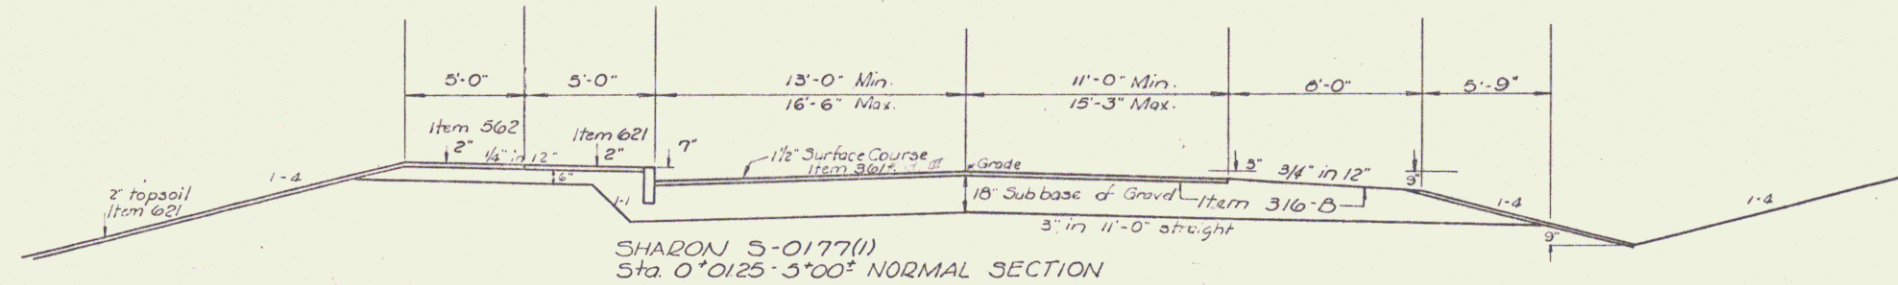 5'-0" 5'-0" 13'-0" Min. 11'-0" Min. 8'-0" 5'-9"
16'-6" Max. 15'-3" Max.
Item 562 Item 621
2" 1/4" in 12" 2" 7"
1½" Surface Course Grade 3" 3/4" in 12" 9"
Item 361
1-4 6" 1-4 1-4
2" topsoil 1-1 18" Subbase of Gravel Item 316-B
Item 621
3" in 11'-0" straight
9"
SHARON S-0177(1)
Sta. 0+01.25 - 5+00± NORMAL SECTION